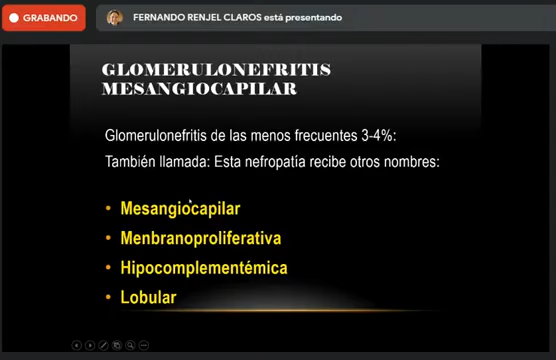 GRABANDO
FERNANDO RENJEL CLAROS está presentando
GLOMERULONEFRITIS
MESANGIOCAPILAR
Glomerulonefritis de las menos frecuentes 3-4%:
También llamada: Esta nefropatía recibe otros nombres:
• Mesangiocapilar
• Menbranoproliferativa
• Hipocomplementémica
• Lobular